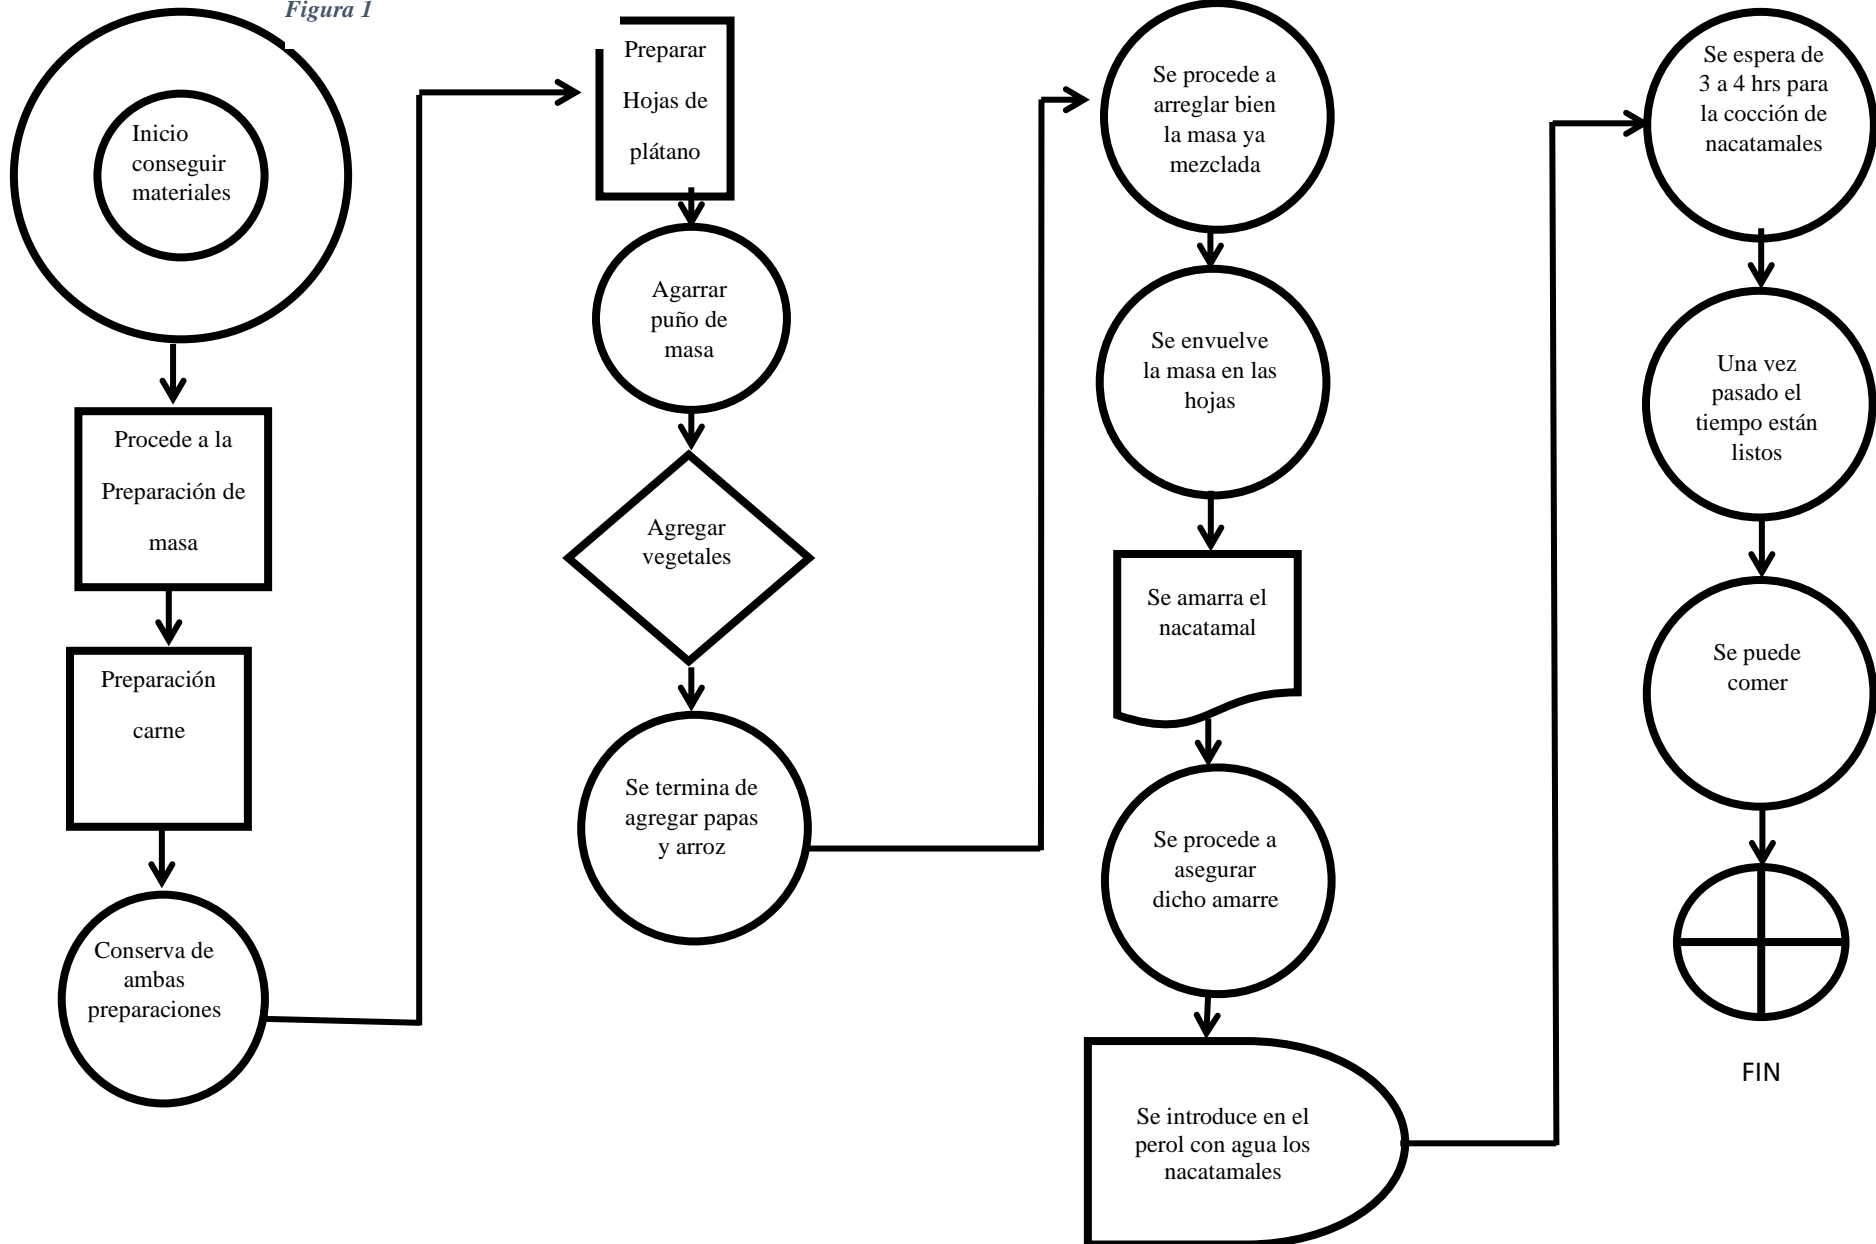 Figura 1
Inicio
conseguir
materiales
Procede a la
Preparación de
masa
Preparación
carne
Conserva de
ambas
preparaciones
Preparar
Hojas de
plátano
Agarrar
puño de
masa
Agregar
vegetales
Se termina de
agregar papas
y arroz
Se procede a
arreglar bien
la masa ya
mezclada
Se envuelve
la masa en las
hojas
Se amarra el
nacatamal
Se procede a
asegurar
dicho amarre
Se introduce en el
perol con agua los
nacatamales
Se espera de
3 a 4 hrs para
la cocción de
nacatamales
Una vez
pasado el
tiempo están
listos
Se puede
comer
FIN